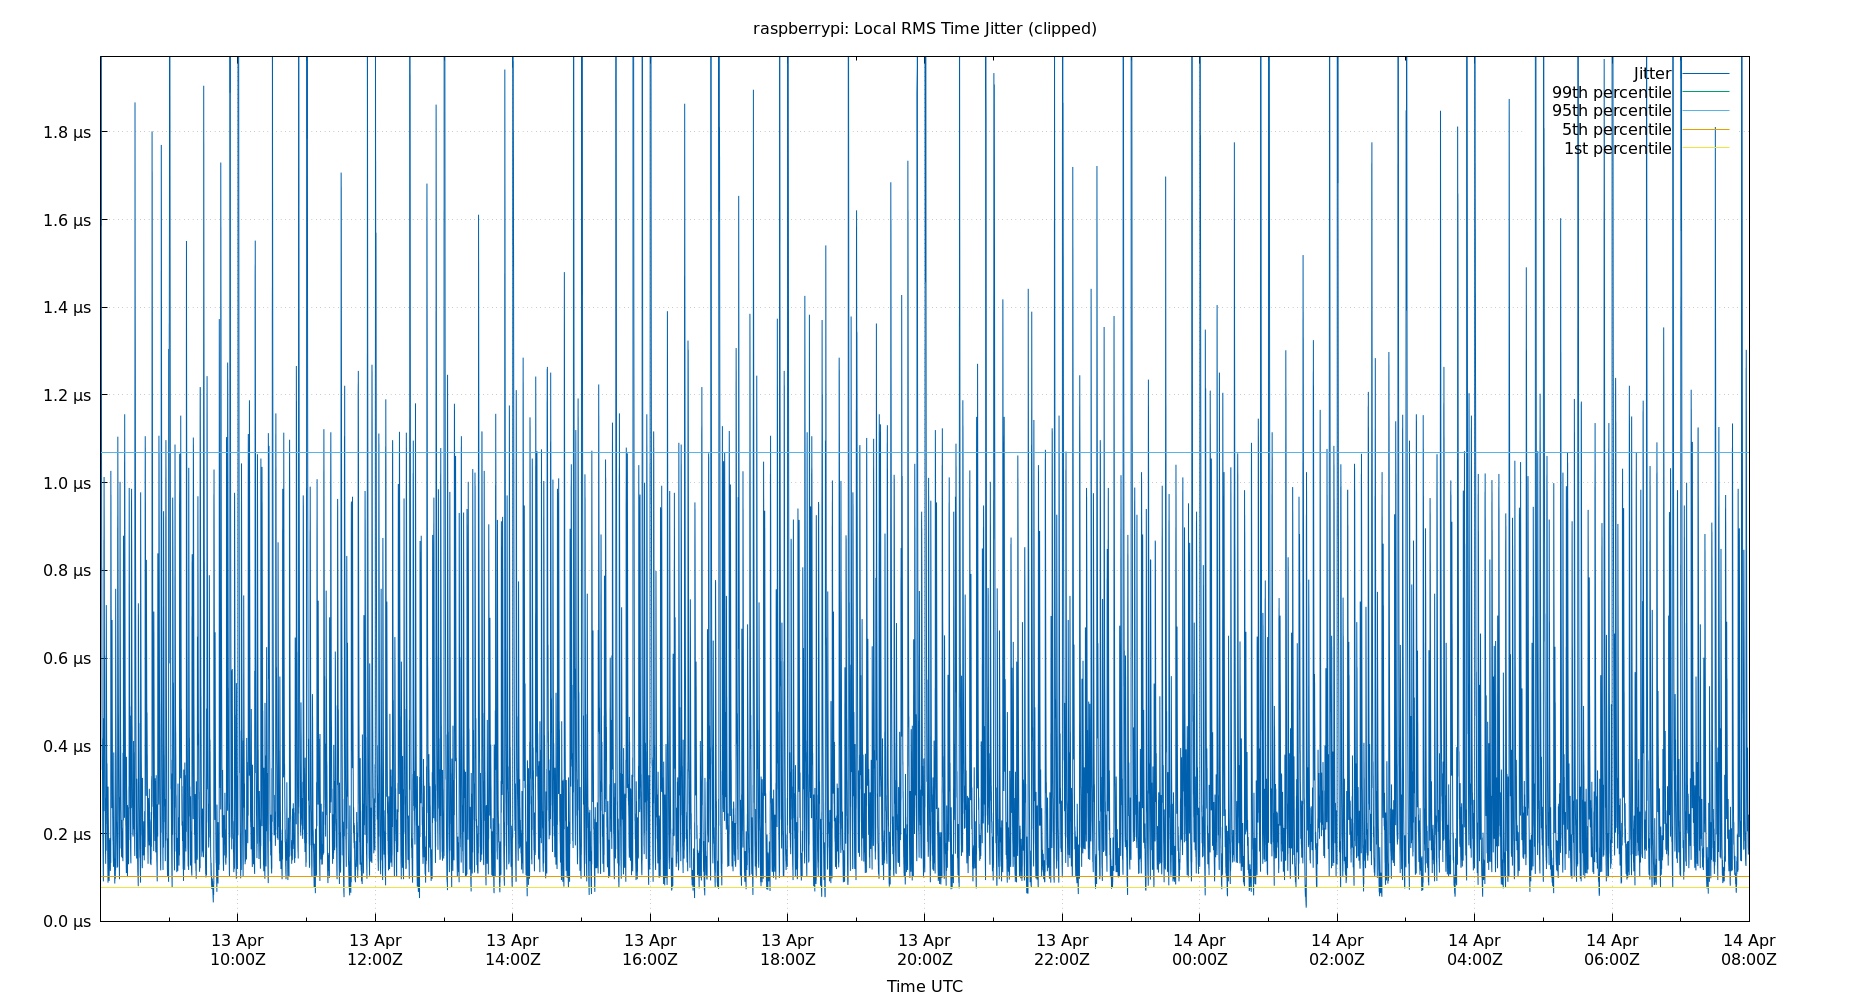 raspberrypi: Local RMS Time Jitter (clipped)
Jitter
99th percentile
95th percentile
5th percentile
1st percentile
1.8 μs
1.6 μs
1.4 μs
1.2 μs
1.0 μs
0.8 μs
0.6 μs
0.4 μs
0.2 μs
0.0 μs
13 Apr 13 Apr 13 Apr 13 Apr 13 Apr 13 Apr 13 Apr 14 Apr 14 Apr 14 Apr 14 Apr 14 Apr
10:00Z 12:00Z 14:00Z 16:00Z 18:00Z 20:00Z 22:00Z 00:00Z 02:00Z 04:00Z 06:00Z 08:00Z
Time UTC